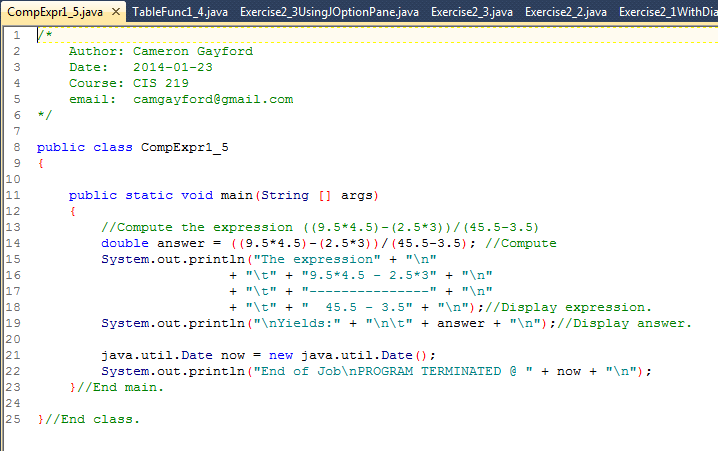 CompExpr1_5.java × TableFunc1_4.java Exercise2_3UsingJOptionPane.java Exercise2_3.java Exercise2_2.java Exercise2_1WithDia
1 /*
2 Author: Cameron Gayford
3 Date: 2014-01-23
4 Course: CIS 219
5 email: camgayford@gmail.com
6 */
7
8 public class CompExpr1_5
9 {
10
11 public static void main(String [] args)
12 {
13 //Compute the expression ((9.5*4.5)-(2.5*3))/(45.5-3.5)
14 double answer = ((9.5*4.5)-(2.5*3))/(45.5-3.5); //Compute
15 System.out.println("The expression" + "\n"
16 + "\t" + "9.5*4.5 - 2.5*3" + "\n"
17 + "\t" + "---------------" + "\n"
18 + "\t" + "  45.5 - 3.5" + "\n");//Display expression.
19 System.out.println("\nYields:" + "\n\t" + answer + "\n");//Display answer.
20
21 java.util.Date now = new java.util.Date();
22 System.out.println("End of Job\nPROGRAM TERMINATED @ " + now + "\n");
23 }//End main.
24
25 }//End class.